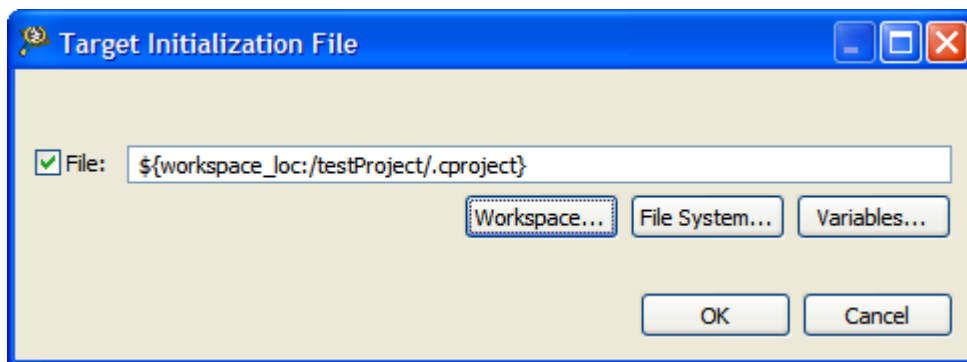 Target Initialization File
File: ${workspace_loc:/testProject/.cproject}
Workspace... File System... Variables...
OK Cancel